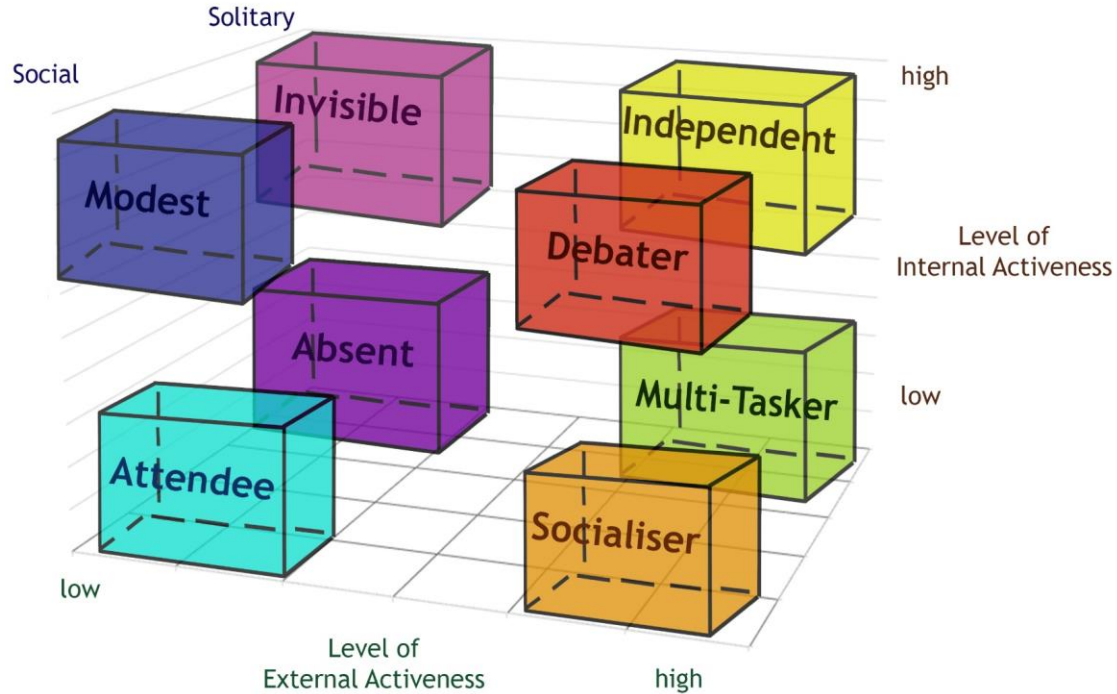 Solitary
Social
high
Invisible
Independent
Modest
Debater
Level of
Internal Activeness
Absent
Multi-Tasker
low
Attendee
Socialiser
low
Level of
External Activeness
high